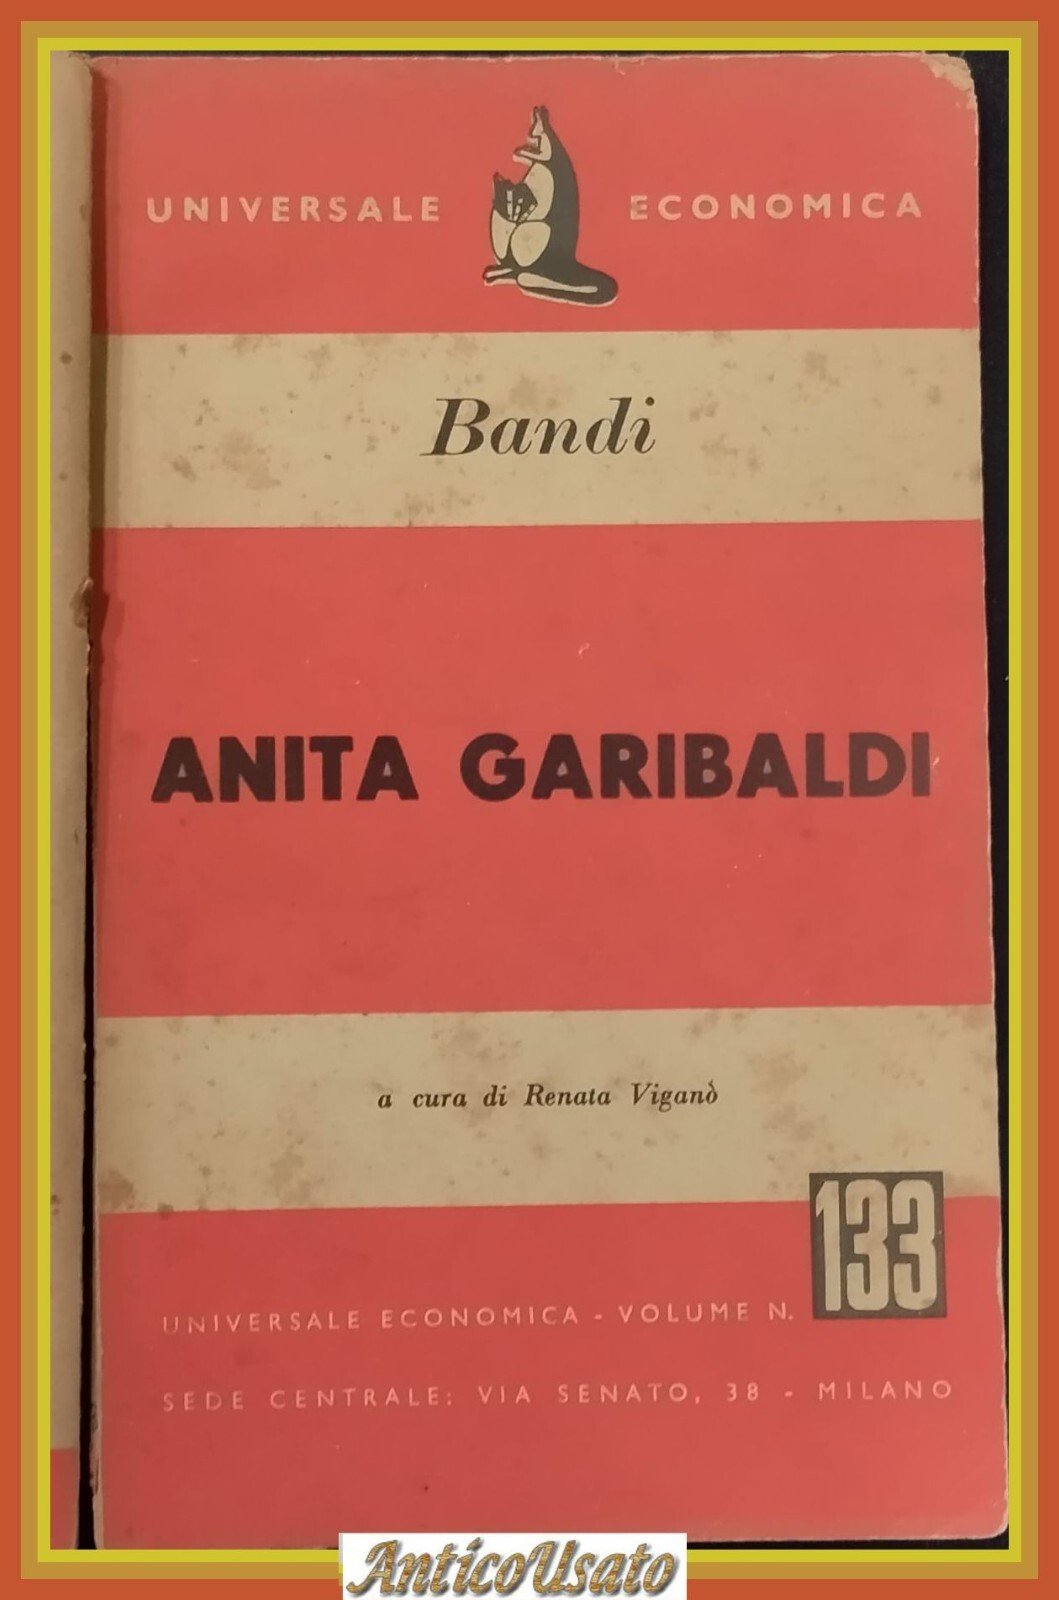 UNIVERSALE ECONOMICA
Bandi
ANITA GARIBALDI
a cura di Renata Viganò
133
UNIVERSALE ECONOMICA - VOLUME N.
SEDE CENTRALE: VIA SENATO, 38 - MILANO
AnticoUsato